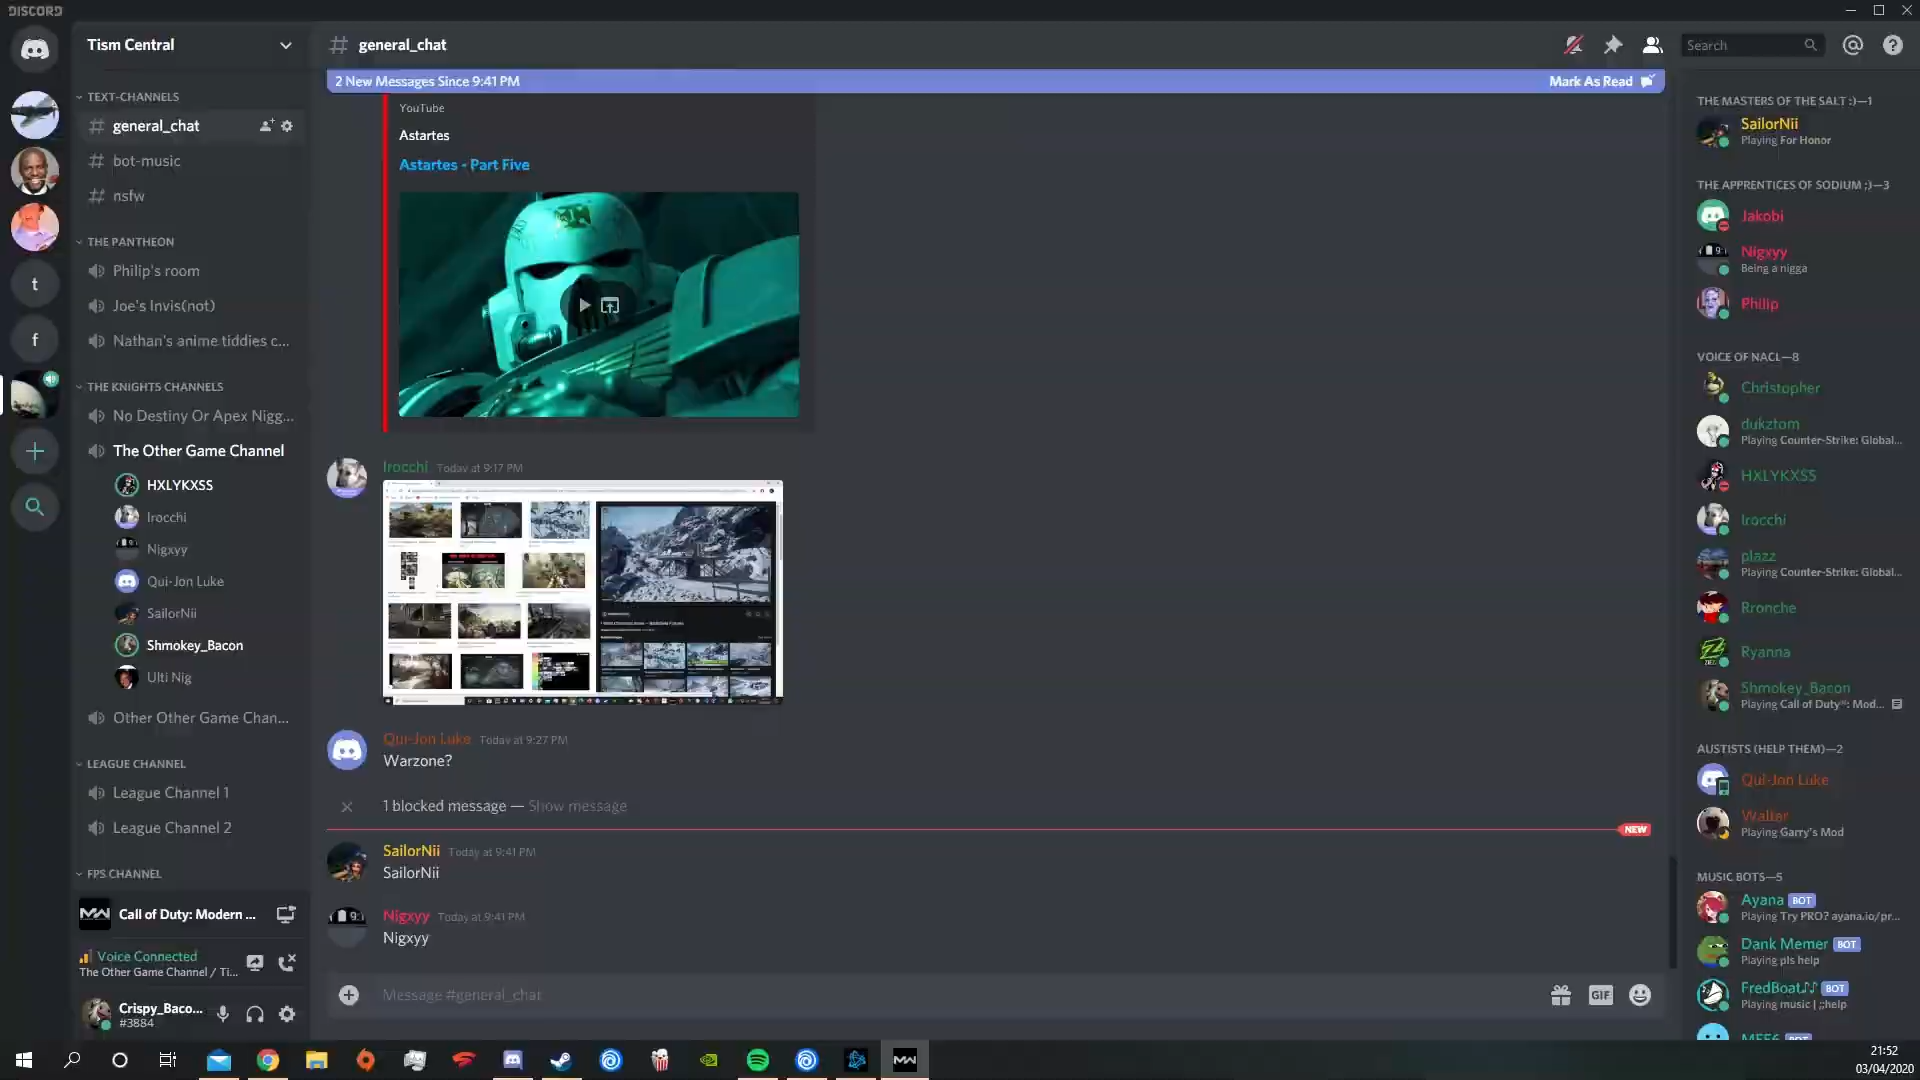 DISCORD
Tism Central
TEXT-CHANNELS
general_chat
bot-music
nsfw
THE PANTHEON
Philip's room
Joe's Invis(not)
Nathan's anime tiddies c...
THE KNIGHTS CHANNELS
No Destiny Or Apex Nigg...
The Other Game Channel
HXLYKXSS
Irocchi
Nigxyy
Qui-Jon Luke
SailorNii
Shmokey_Bacon
Ulti Nig
Other Other Game Chan...
LEAGUE CHANNEL
League Channel 1
League Channel 2
FPS CHANNEL
Call of Duty: Modern ...
Voice Connected
The Other Game Channel / Ti...
Crispy_Baco...
#3884
t
f
# general_chat
2 New Messages Since 9:41 PM
Mark As Read
YouTube
Astartes
Astartes - Part Five
Irocchi Today at 9:17 PM
Qui-Jon Luke Today at 9:27 PM
Warzone?
1 blocked message — Show message
NEW
SailorNii Today at 9:41 PM
SailorNii
Nigxyy Today at 9:41 PM
Nigxyy
Message #general_chat
GIF
Search
THE MASTERS OF THE SALT :)—1
SailorNii
Playing For Honor
THE APPRENTICES OF SODIUM ;)—3
Jakobi
Nigxyy
Being a nigga
Philip
VOICE OF NACL—8
Christopher
dukztom
Playing Counter-Strike: Global...
HXLYKXSS
Irocchi
plazz
Playing Counter-Strike: Global...
Rronche
Ryanna
Shmokey_Bacon
Playing Call of Duty®: Mod...
AUSTISTS (HELP THEM)—2
Qui-Jon Luke
Walter
Playing Garry's Mod
MUSIC BOTS—5
Ayana BOT
Playing Try PRO? ayana.io/pr...
Dank Memer BOT
Playing pls help
FredBoat♪♪ BOT
Playing music | ;;help
MEE6 BOT
21:52
03/04/2020